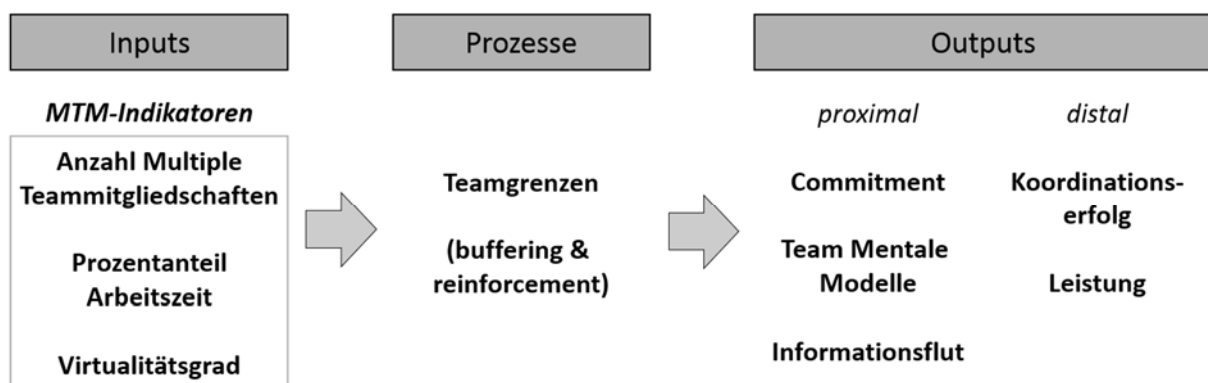 Inputs
Prozesse
Outputs
MTM-Indikatoren
Anzahl Multiple
Teammitgliedschaften
Prozentanteil
Arbeitszeit
Virtualitätsgrad
Teamgrenzen
(buffering &
reinforcement)
proximal
Commitment
Team Mentale
Modelle
Informationsflut
distal
Koordinations-
erfolg
Leistung